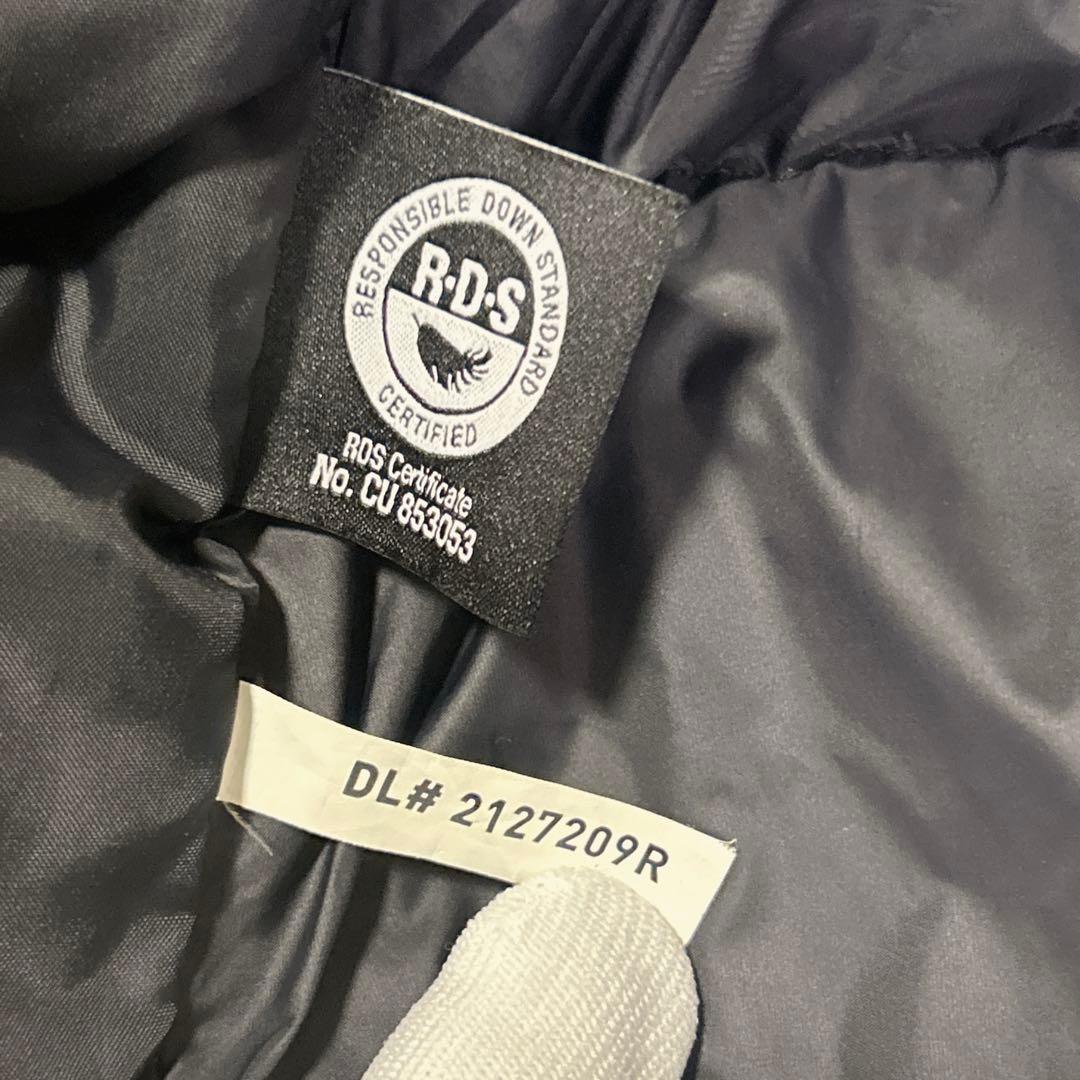 RESPONSIBLE DOWN STANDARD
R·D·S
CERTIFIED
RDS Certificate
No. CU 853053
DL# 2127209R